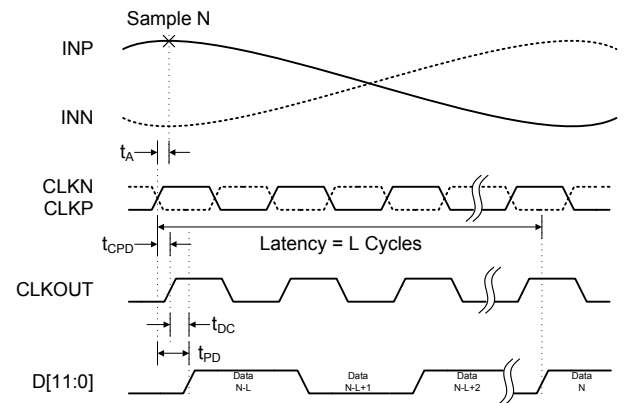 Sample N
INP
INN
tA
CLKN
CLKP
tCPD
Latency = L Cycles
CLKOUT
tDC
tPD
D[11:0]
Data
N-L
Data
N-L+1
Data
N-L+2
Data
N